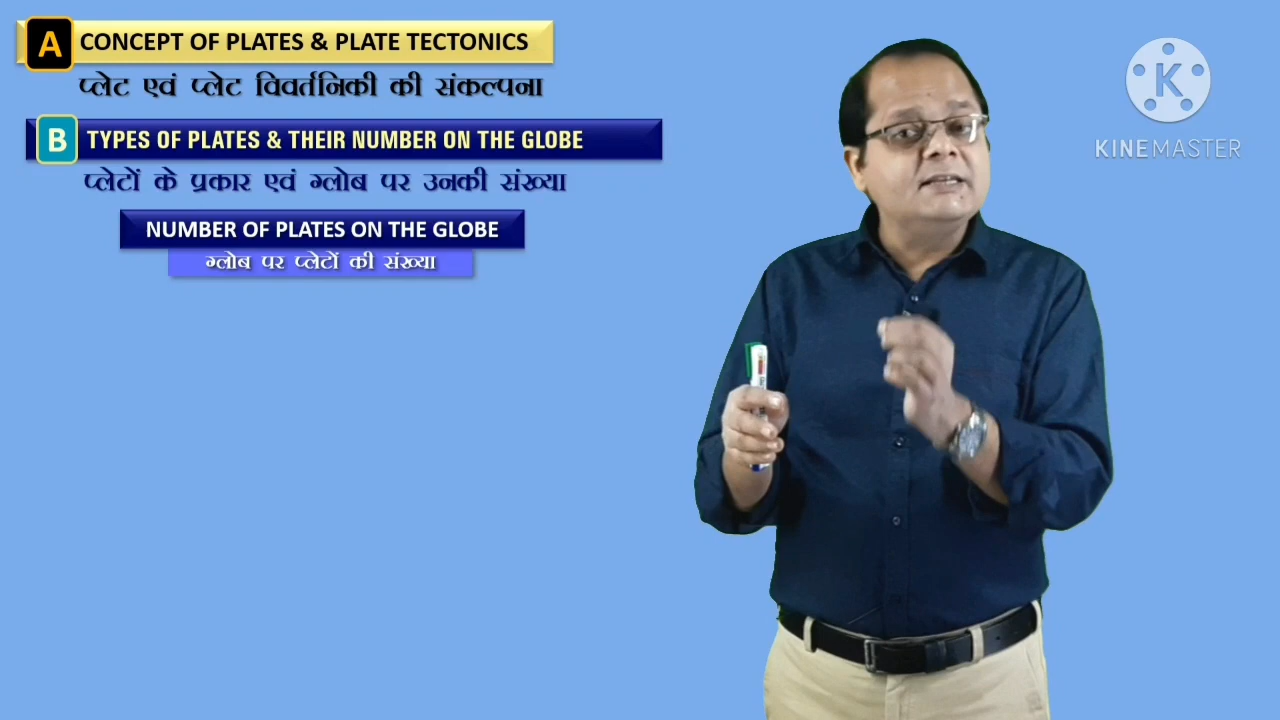 A CONCEPT OF PLATES & PLATE TECTONICS
प्लेट एवं प्लेट विवर्तनिकी की संकल्पना
B TYPES OF PLATES & THEIR NUMBER ON THE GLOBE
प्लेटों के प्रकार एवं ग्लोब पर उनकी संख्या
NUMBER OF PLATES ON THE GLOBE
ग्लोब पर प्लेटों की संख्या
K
KINEMASTER